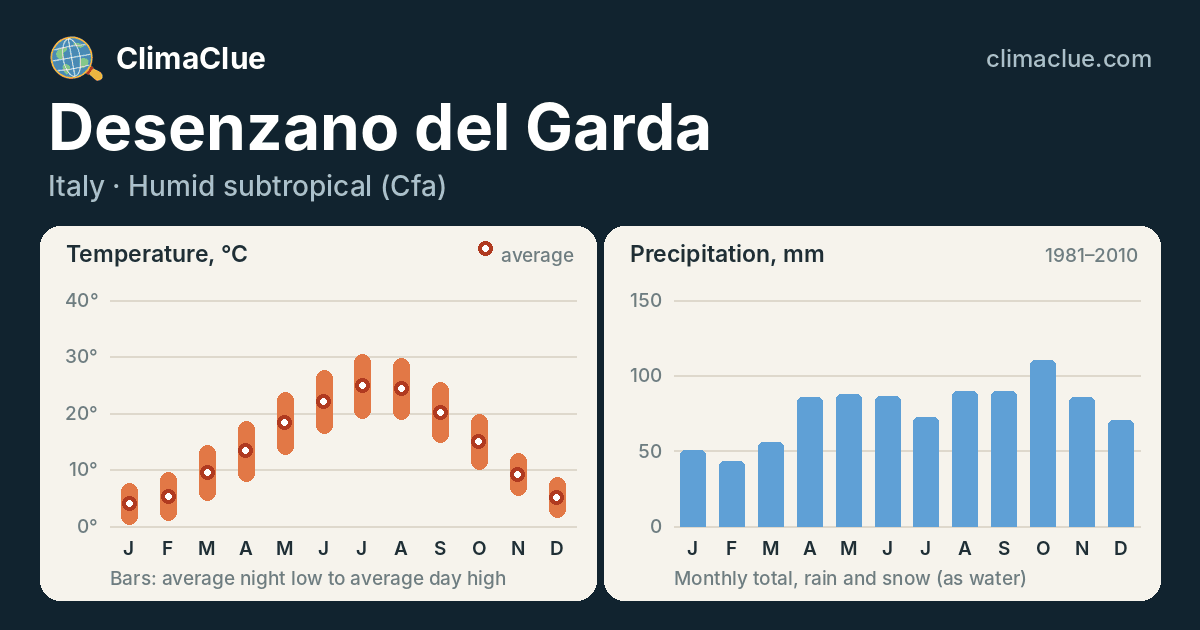 ClimaClue
climaclue.com
Desenzano del Garda
Italy · Humid subtropical (Cfa)
Temperature, °C
average
40°
30°
20°
10°
0°
J F M A M J J A S O N D
Bars: average night low to average day high
Precipitation, mm
1981–2010
150
100
50
0
J F M A M J J A S O N D
Monthly total, rain and snow (as water)